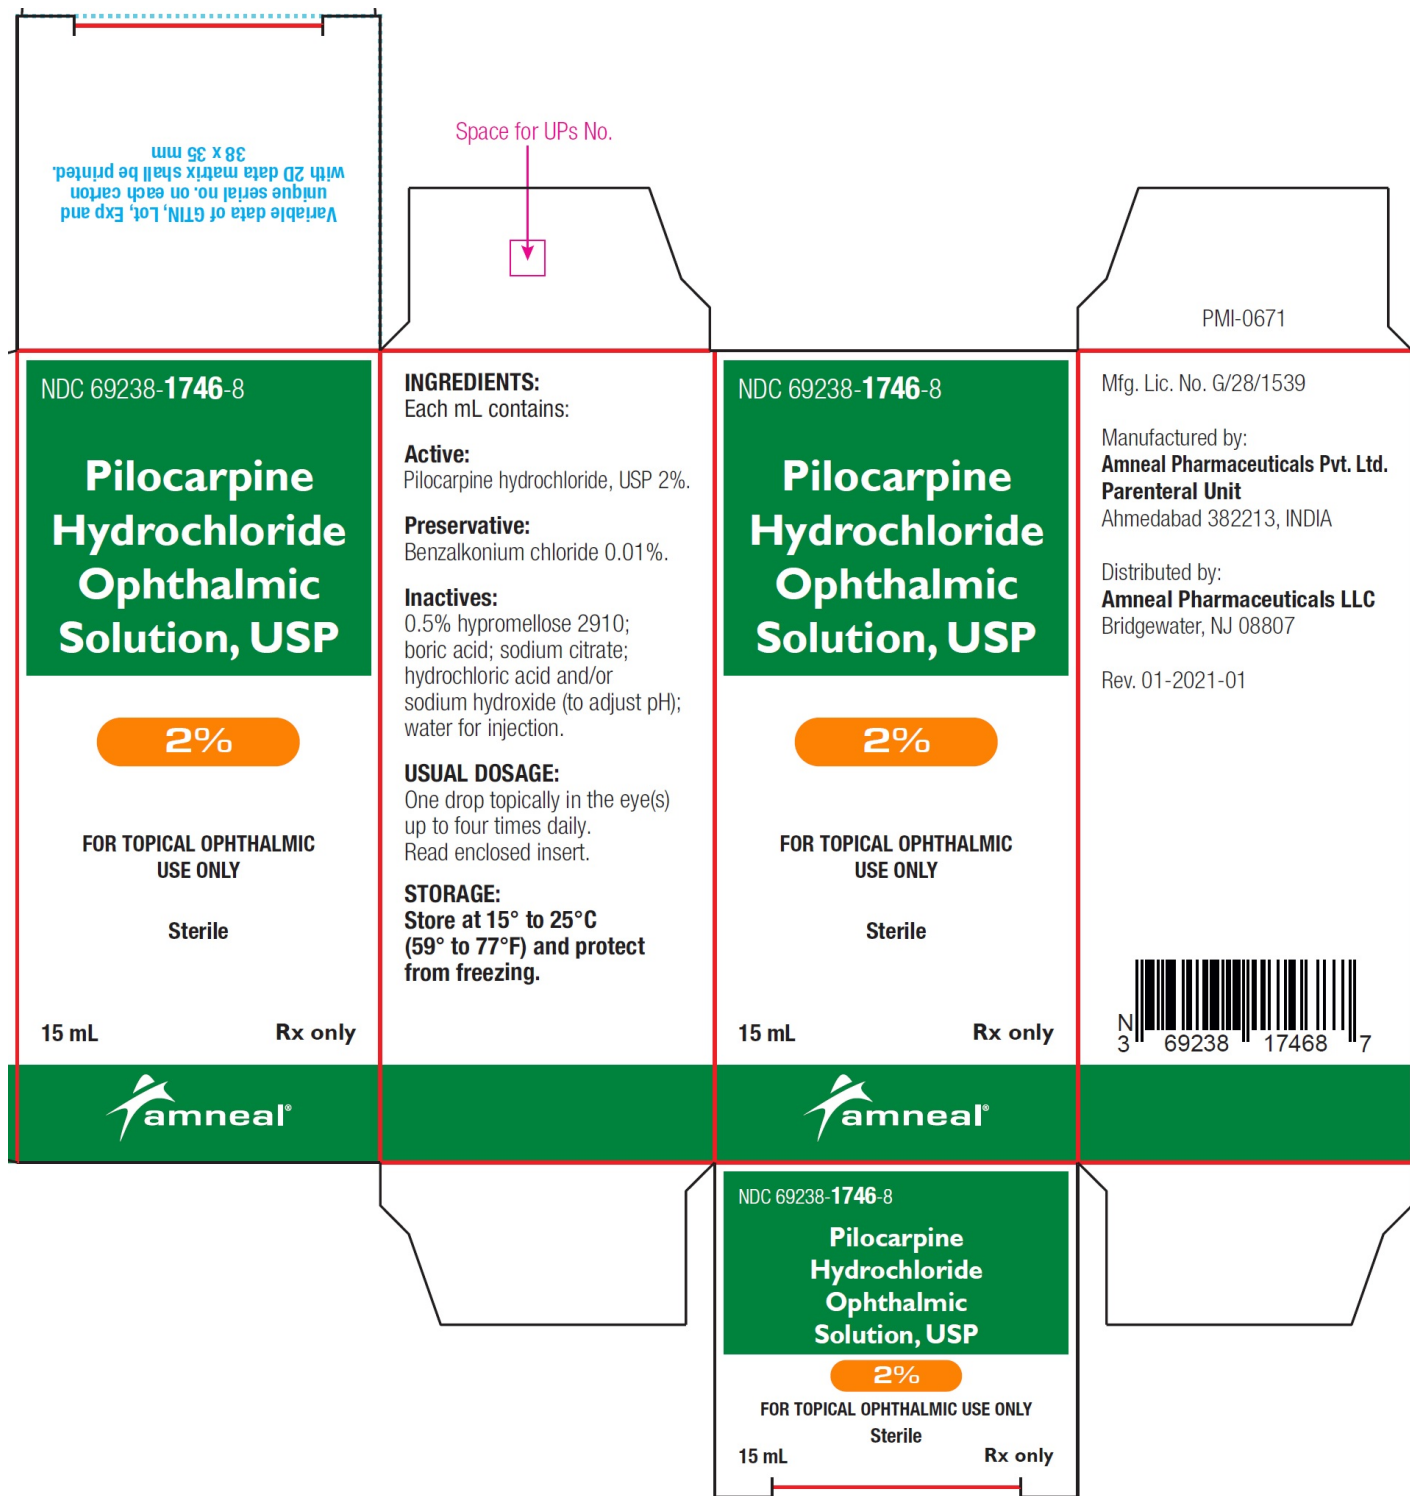 Variable data of GTIN, Lot, Exp and
unique serial no. on each carton
with 2D data matrix shall be printed.
38 x 35 mm
Space for UPs No.
PMI-0671
NDC 69238-1746-8
Pilocarpine
Hydrochloride
Ophthalmic
Solution, USP
2%
FOR TOPICAL OPHTHALMIC
USE ONLY
Sterile
15 mL Rx only
amneal®
INGREDIENTS:
Each mL contains:
Active:
Pilocarpine hydrochloride, USP 2%.
Preservative:
Benzalkonium chloride 0.01%.
Inactives:
0.5% hypromellose 2910;
boric acid; sodium citrate;
hydrochloric acid and/or
sodium hydroxide (to adjust pH);
water for injection.
USUAL DOSAGE:
One drop topically in the eye(s)
up to four times daily.
Read enclosed insert.
STORAGE:
Store at 15° to 25°C
(59° to 77°F) and protect
from freezing.
NDC 69238-1746-8
Pilocarpine
Hydrochloride
Ophthalmic
Solution, USP
2%
FOR TOPICAL OPHTHALMIC
USE ONLY
Sterile
15 mL Rx only
amneal®
Mfg. Lic. No. G/28/1539
Manufactured by:
Amneal Pharmaceuticals Pvt. Ltd.
Parenteral Unit
Ahmedabad 382213, INDIA
Distributed by:
Amneal Pharmaceuticals LLC
Bridgewater, NJ 08807
Rev. 01-2021-01
N
3 69238 17468 7
NDC 69238-1746-8
Pilocarpine
Hydrochloride
Ophthalmic
Solution, USP
2%
FOR TOPICAL OPHTHALMIC USE ONLY
Sterile
15 mL Rx only